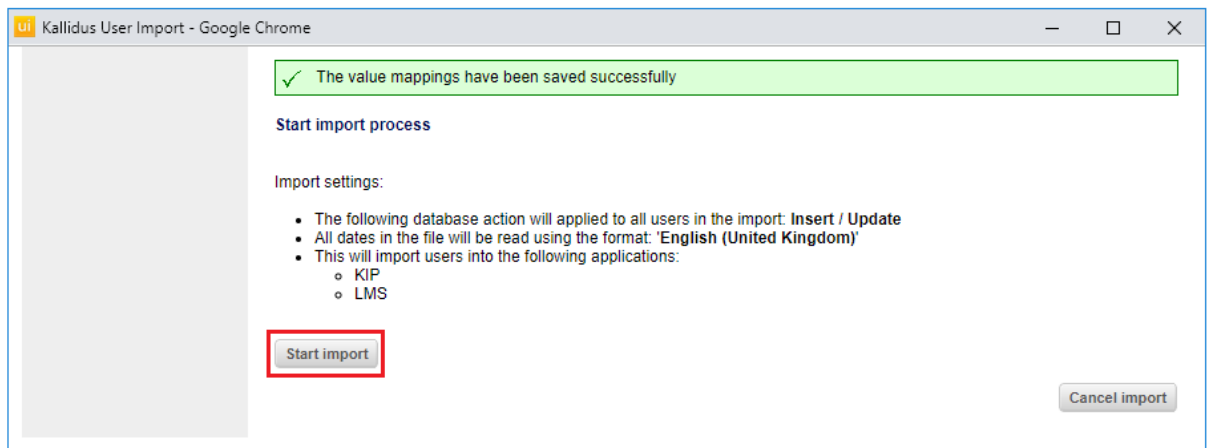 ui Kallidus User Import - Google Chrome
The value mappings have been saved successfully
Start import process
Import settings:
The following database action will applied to all users in the import: Insert / Update
All dates in the file will be read using the format: 'English (United Kingdom)'
This will import users into the following applications:
KIP
LMS
Start import
Cancel import